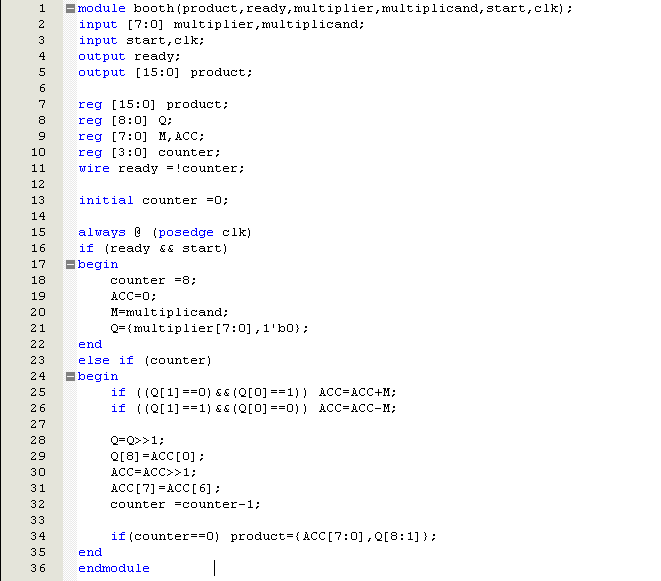 1 module booth(product,ready,multiplier,multiplicand,start,clk);
2 input [7:0] multiplier,multiplicand;
3 input start,clk;
4 output ready;
5 output [15:0] product;
6
7 reg [15:0] product;
8 reg [8:0] Q;
9 reg [7:0] M,ACC;
10 reg [3:0] counter;
11 wire ready =!counter;
12
13 initial counter =0;
14
15 always @ (posedge clk)
16 if (ready && start)
17 begin
18     counter =8;
19     ACC=0;
20     M=multiplicand;
21     Q={multiplier[7:0],1'b0};
22 end
23 else if (counter)
24 begin
25     if ((Q[1]==0)&&(Q[0]==1)) ACC=ACC+M;
26     if ((Q[1]==1)&&(Q[0]==0)) ACC=ACC-M;
27
28     Q=Q>>1;
29     Q[8]=ACC[0];
30     ACC=ACC>>1;
31     ACC[7]=ACC[6];
32     counter =counter-1;
33
34     if(counter==0) product={ACC[7:0],Q[8:1]};
35 end
36 endmodule